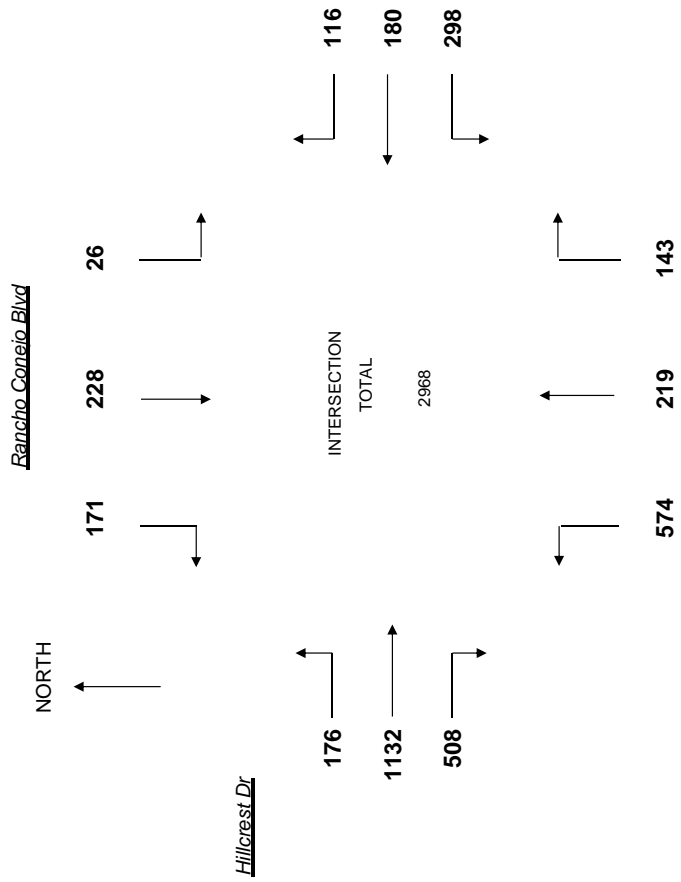 Rancho Conejo Blvd
NORTH
171 228 26
Hillcrest Dr
176
1132
508
INTERSECTION
TOTAL
2968
116
180
298
574 219 143